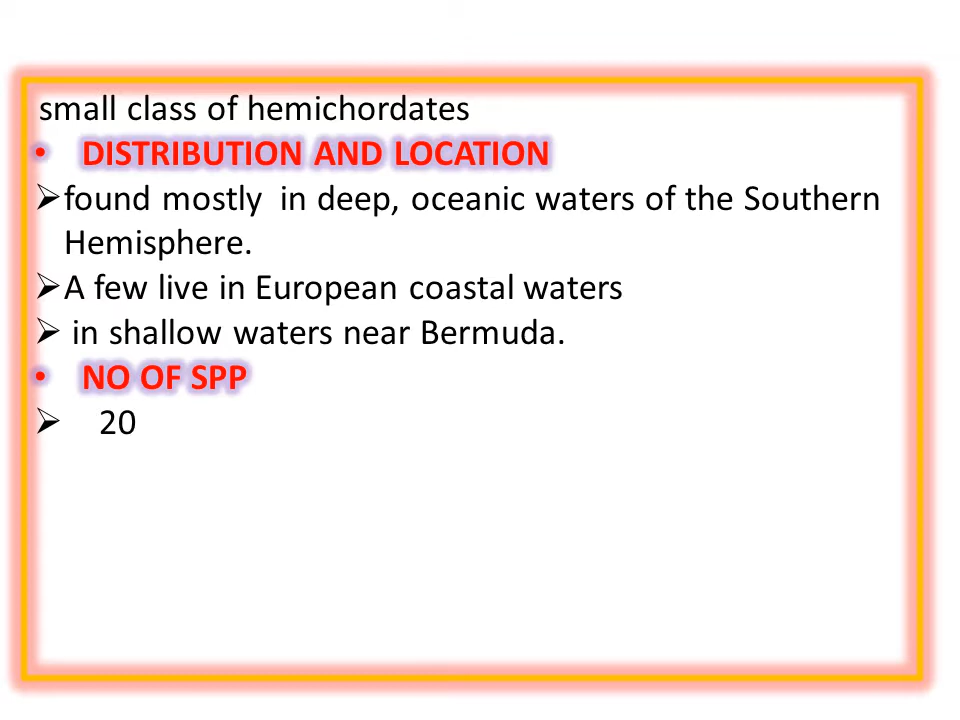 small class of hemichordates
• DISTRIBUTION AND LOCATION
➢found mostly  in deep, oceanic waters of the Southern
Hemisphere.
➢A few live in European coastal waters
➢ in shallow waters near Bermuda.
• NO OF SPP
➢ 20